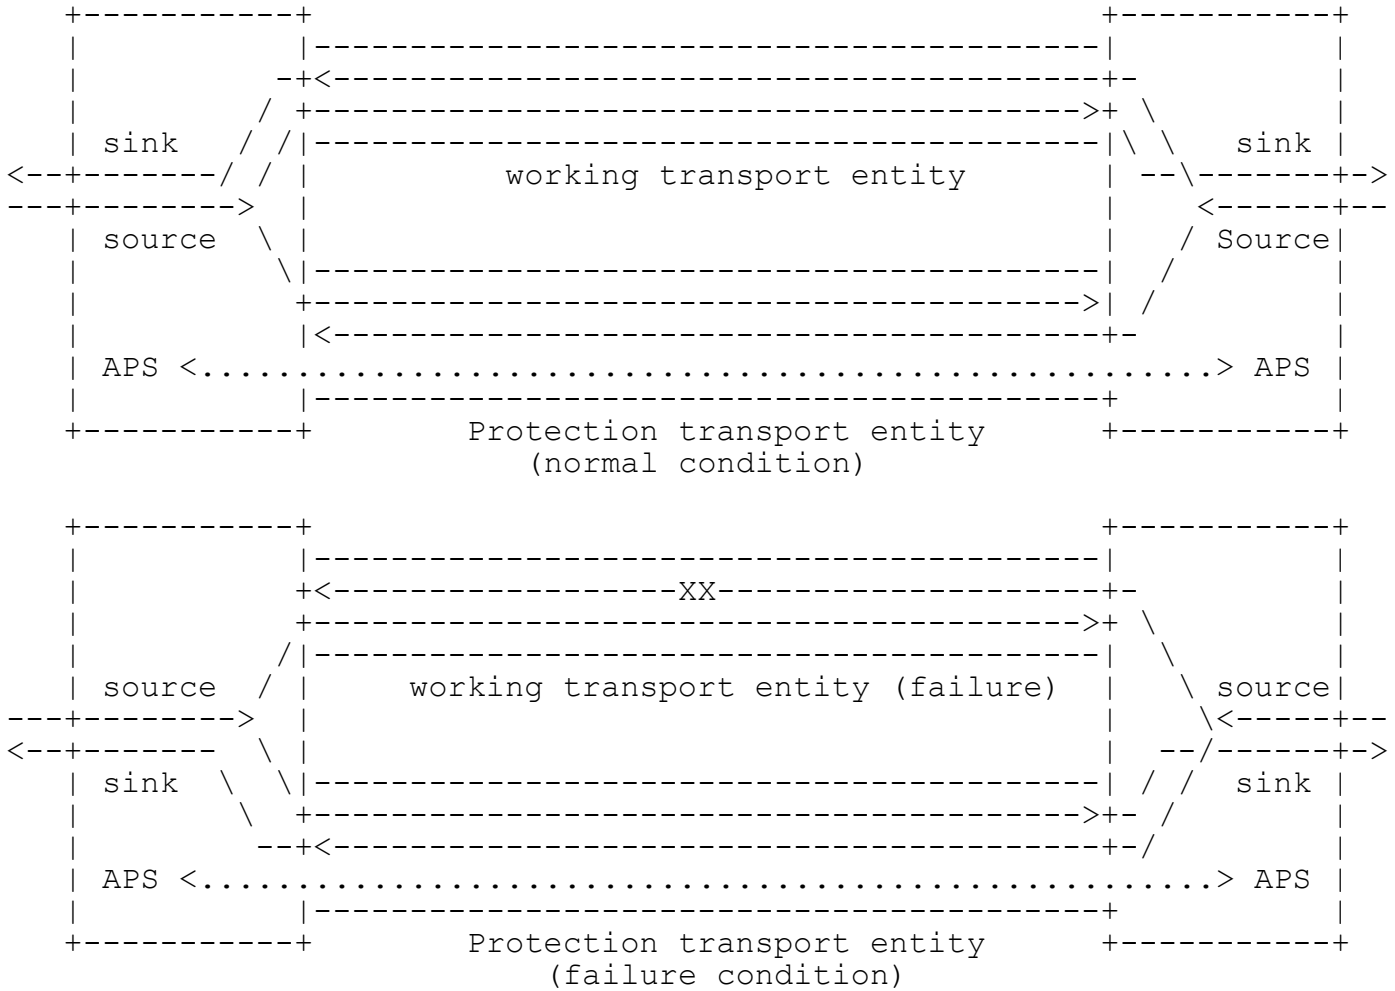 sink sink
working transport entity
source Source
APS APS
Protection transport entity
(normal condition)
XX
source working transport entity (failure) source
sink sink
APS APS
Protection transport entity
(failure condition)